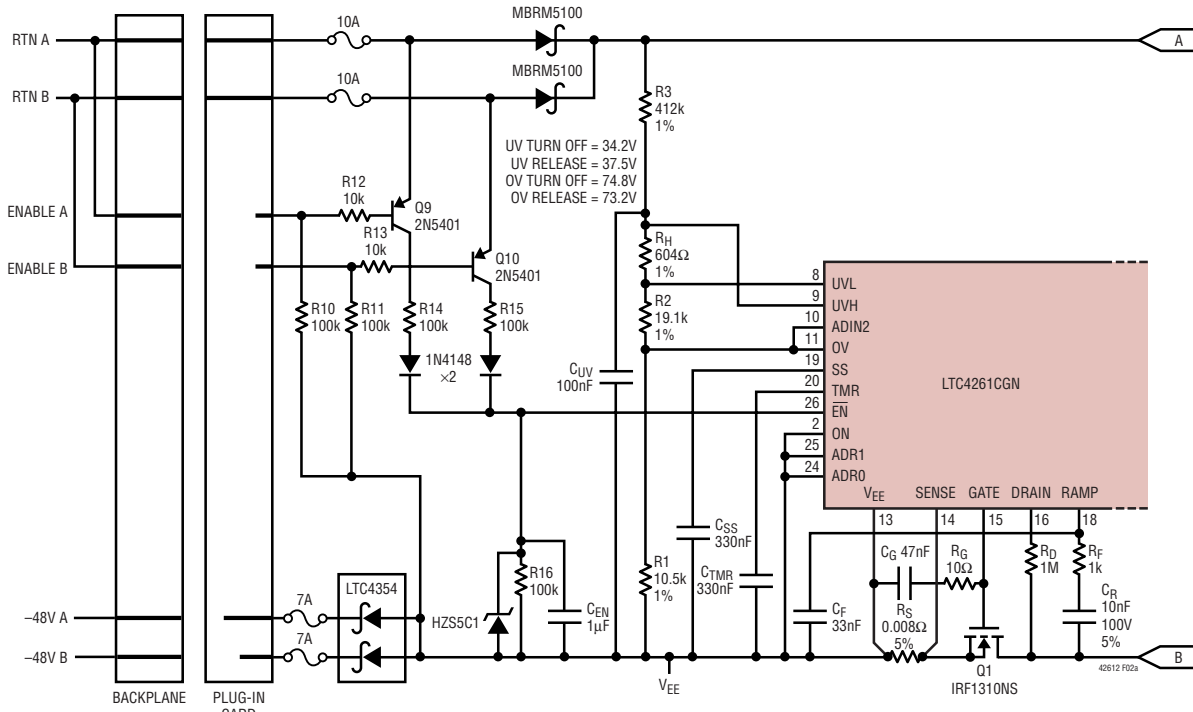 MBRM5100
10A
RTN A
A
MBRM5100
10A
RTN B
R3
412k
1%
UV TURN OFF = 34.2V
UV RELEASE = 37.5V
OV TURN OFF = 74.8V
OV RELEASE = 73.2V
R12
10k
ENABLE A
Q9
2N5401
R13
10k
ENABLE B
Q10
2N5401
RH
604Ω
1%
R10
100k
R11
100k
R14
100k
R15
100k
R2
19.1k
1%
1N4148
×2
CUV
100nF
8 UVL
9 UVH
10 ADIN2
11 OV
19 SS
20 TMR
26 EN
2 ON
25 ADR1
24 ADR0
LTC4261CGN
VEE SENSE GATE DRAIN RAMP
13 14 15 16 18
CSS
330nF
CTMR
330nF
CG 47nF
RG
10Ω
RD
1M
RF
1k
R16
100k
R1
10.5k
1%
CEN
1µF
HZS5C1
CF
33nF
RS
0.008Ω
5%
CR
10nF
100V
5%
LTC4354
7A
–48V A
7A
–48V B
B
VEE
Q1
IRF1310NS
42612 F02a
BACKPLANE
PLUG-IN